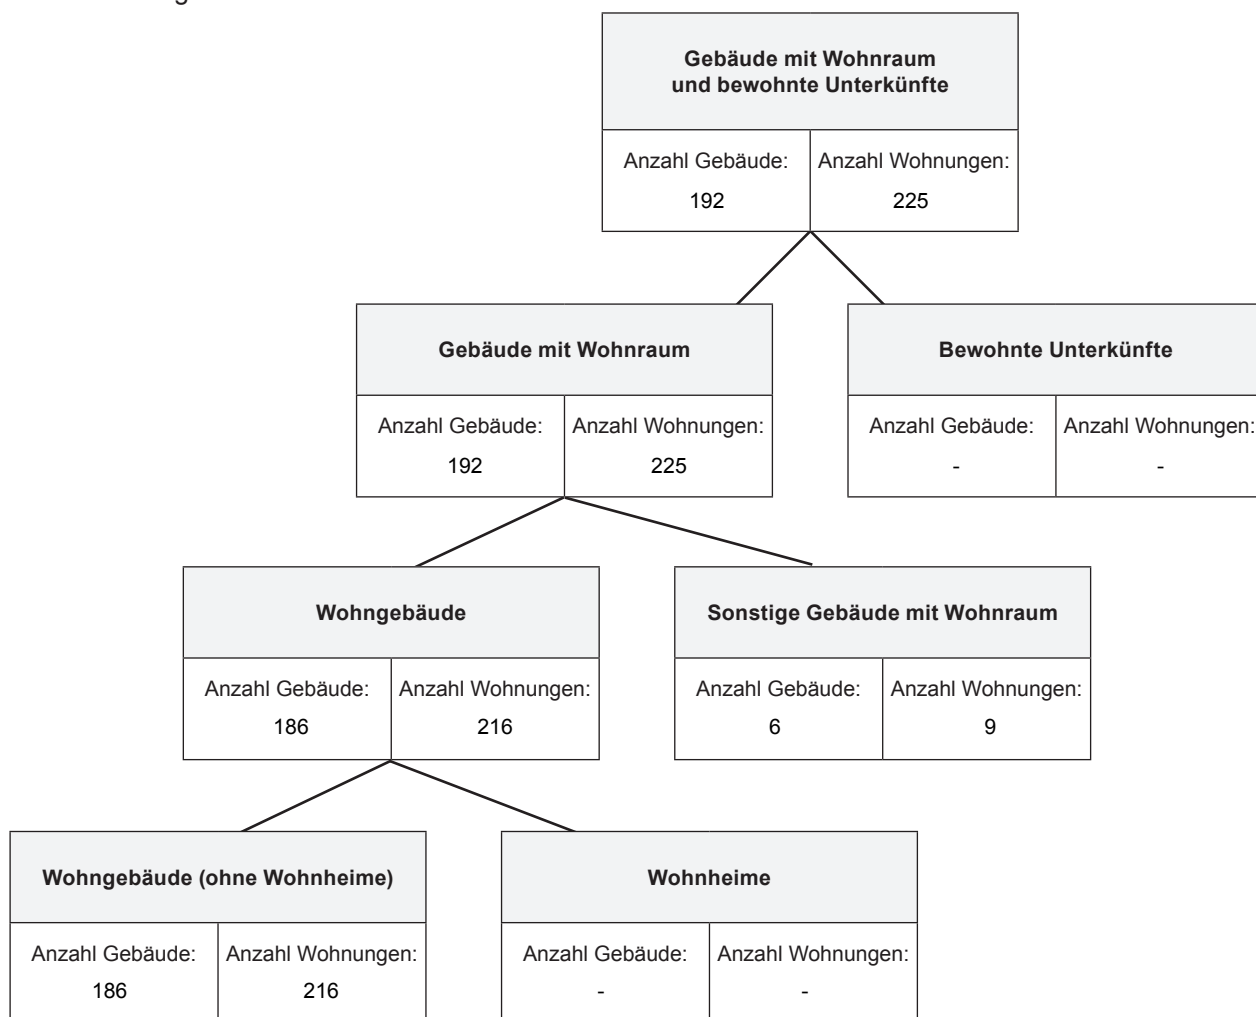 Gebäude mit Wohnraum
und bewohnte Unterkünfte
Anzahl Gebäude: Anzahl Wohnungen:
192 225
Gebäude mit Wohnraum
Anzahl Gebäude: Anzahl Wohnungen:
192 225
Bewohnte Unterkünfte
Anzahl Gebäude: Anzahl Wohnungen:
- -
Wohngebäude
Anzahl Gebäude: Anzahl Wohnungen:
186 216
Sonstige Gebäude mit Wohnraum
Anzahl Gebäude: Anzahl Wohnungen:
6 9
Wohngebäude (ohne Wohnheime)
Anzahl Gebäude: Anzahl Wohnungen:
186 216
Wohnheime
Anzahl Gebäude: Anzahl Wohnungen:
- -